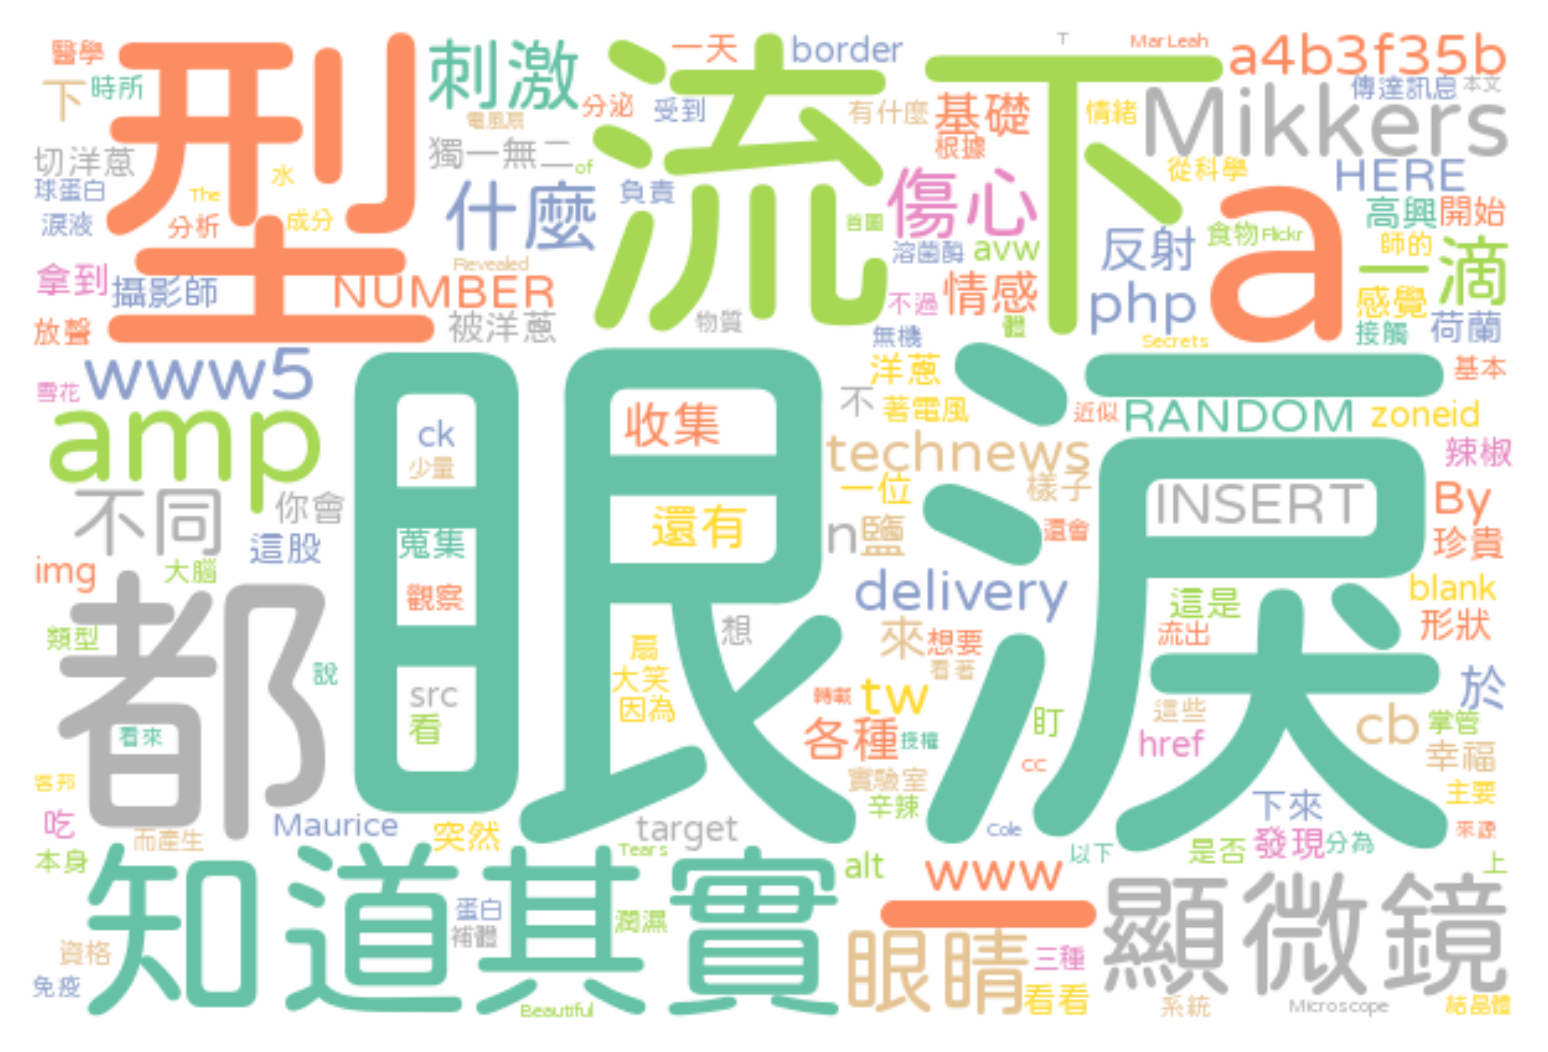 醫學
型
刺激
流
一天
border
下
T
Mar Leah
a4b3f35b
下
時所
分泌
受到
有什麼
基礎
情緒
Mikkers
傳達訊息
本文
電風扇
切洋蔥
獨一無二
of
根據
從科學
HERE
球蛋白
The
水
什麼
負責
傷心
a
淚液
分析
成分
首圖
溶菌酶
avw
反射
食物
Flickr
高興
開始
師的
一滴
拿到
攝影師
NUMBER
Revealed
不過
情感
php
感覺
放聲
被洋蔥
物質
無機
體
Secrets
接觸
荷蘭
雪花
www5
眼淚
洋蔥
基本
amp
ck
收集
不
著電風
近似
RANDOM
zoneid
少量
technews
辣椒
不同
你會
還有
一位
樣子
INSERT
By
這股
蒐集
n
鹽
還會
珍貴
img
大腦
觀察
delivery
這是
blank
都
類型
想
扇
來
想要
流出
形狀
說
src
大笑
看著
看
因為
轉載
tw
盯
這些
cb
於
看來
各種
授權
href
掌管
客邦
cc
實驗室
幸福
吃
而產生
Maurice
突然
target
辛辣
Cole
下來
主要
本身
Tears
alt
以下
是否
發現
分為
來源
知道
其實
www
上
蛋白
潤濕
一
顯微鏡
補體
眼睛
三種
資格
免疫
Beautiful
看看
系統
Microscope
結晶體